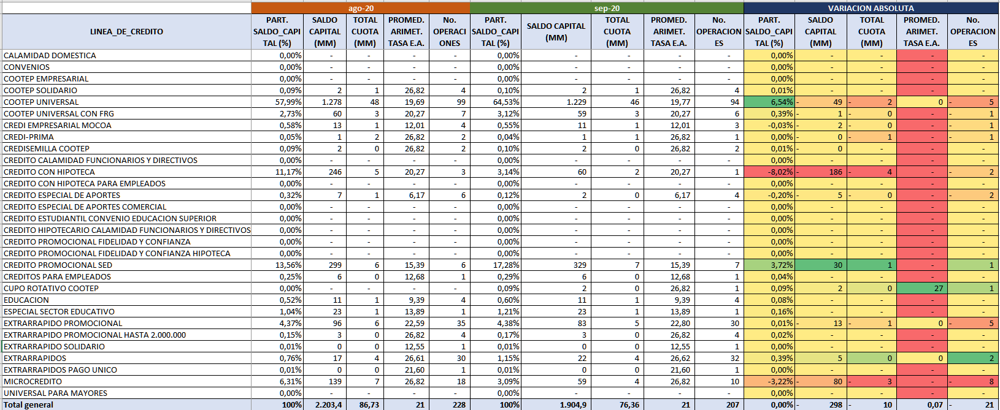 ago-20 sep-20 VARIACION ABSOLUTA
LINEA_DE_CREDITO PART. SALDO_CAPITAL (%) SALDO CAPITAL (MM) TOTAL CUOTA (MM) PROMED. ARIMET. TASA E.A. No. OPERACIONES PART. SALDO_CAPITAL (%) SALDO CAPITAL (MM) TOTAL CUOTA (MM) PROMED. ARIMET. TASA E.A. No. OPERACIONES PART. SALDO_CAPITAL (%) SALDO CAPITAL (MM) TOTAL CUOTA (MM) PROMED. ARIMET. TASA E.A. No. OPERACIONES
CALAMIDAD DOMESTICA 0,00% - - - - 0,00% - - - - 0,00% - - - -
CONVENIOS 0,00% - - - - 0,00% - - - - 0,00% - - - -
COOTEP EMPRESARIAL 0,00% - - - - 0,00% - - - - 0,00% - - - -
COOTEP SOLIDARIO 0,09% 2 1 26,82 4 0,10% 2 1 26,82 4 0,01% - - - -
COOTEP UNIVERSAL 57,99% 1.278 48 19,69 99 64,53% 1.229 46 19,77 94 6,54% - 49 - 2 0 - 5
COOTEP UNIVERSAL CON FRG 2,73% 60 3 20,27 7 3,12% 59 3 20,27 6 0,39% - 1 - 0 - - 1
CREDI EMPRESARIAL MOCOA 0,58% 13 1 12,01 4 0,55% 11 1 12,01 3 -0,03% - 2 - 0 - - 1
CREDI-PRIMA 0,05% 1 2 26,82 2 0,04% 1 1 26,82 1 0,00% - 0 - 1 - - 1
CREDISEMILLA COOTEP 0,09% 2 0 26,82 2 0,10% 2 0 26,82 2 0,01% - 0 - - -
CREDITO CALAMIDAD FUNCIONARIOS Y DIRECTIVOS 0,00% - - - - 0,00% - - - - 0,00% - - - -
CREDITO CON HIPOTECA 11,17% 246 5 20,27 3 3,14% 60 2 20,27 1 -8,02% - 186 - 4 - - 2
CREDITO CON HIPOTECA PARA EMPLEADOS 0,00% - - - - 0,00% - - - - 0,00% - - - -
CREDITO ESPECIAL DE APORTES 0,32% 7 1 6,17 6 0,12% 2 0 6,17 4 -0,20% - 5 - 0 - - 2
CREDITO ESPECIAL DE APORTES COMERCIAL 0,00% - - - - 0,00% - - - - 0,00% - - - -
CREDITO ESTUDIANTIL CONVENIO EDUCACION SUPERIOR 0,00% - - - - 0,00% - - - - 0,00% - - - -
CREDITO HIPOTECARIO CALAMIDAD FUNCIONARIOS Y DIRECTIVOS 0,00% - - - - 0,00% - - - - 0,00% - - - -
CREDITO PROMOCIONAL FIDELIDAD Y CONFIANZA 0,00% - - - - 0,00% - - - - 0,00% - - - -
CREDITO PROMOCIONAL FIDELIDAD Y CONFIANZA HIPOTECA 0,00% - - - - 0,00% - - - - 0,00% - - - -
CREDITO PROMOCIONAL SED 13,56% 299 6 15,39 6 17,28% 329 7 15,39 7 3,72% 30 1 - 1
CREDITOS PARA EMPLEADOS 0,25% 6 0 12,68 1 0,29% 6 0 12,68 1 0,04% - - - -
CUPO ROTATIVO COOTEP 0,00% - - - - 0,09% 2 0 26,82 1 0,09% 2 0 27 1
EDUCACION 0,52% 11 1 9,39 4 0,60% 11 1 9,39 4 0,08% - - - -
ESPECIAL SECTOR EDUCATIVO 1,04% 23 1 13,89 1 1,21% 23 1 13,89 1 0,16% - - - -
EXTRARRAPIDO PROMOCIONAL 4,37% 96 6 22,59 35 4,38% 83 5 22,80 30 0,01% - 13 - 1 0 - 5
EXTRARRAPIDO PROMOCIONAL HASTA 2.000.000 0,15% 3 0 26,82 4 0,17% 3 0 26,82 4 0,02% - - - -
EXTRARRAPIDO SOLIDARIO 0,01% 0 0 12,55 1 0,01% 0 0 12,55 1 0,00% - - - -
EXTRARRAPIDOS 0,76% 17 4 26,61 30 1,15% 22 4 26,62 32 0,39% 5 0 0 2
EXTRARRAPIDOS PAGO UNICO 0,01% 0 0 21,60 1 0,01% 0 0 21,60 1 0,00% - - - -
MICROCREDITO 6,31% 139 7 26,82 18 3,09% 59 4 26,82 10 -3,22% - 80 - 3 - - 8
UNIVERSAL PARA MAYORES 0,00% - - - - 0,00% - - - - 0,00% - - - -
Total general 100% 2.203,4 86,73 21 228 100% 1.904,9 76,36 21 207 0,00% - 298 - 10 0,07 - 21